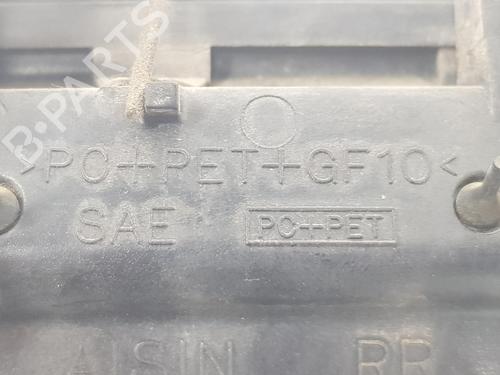 B-PARTS
>PC+PET+GF10<
SAE PC+PET
AISIN RR